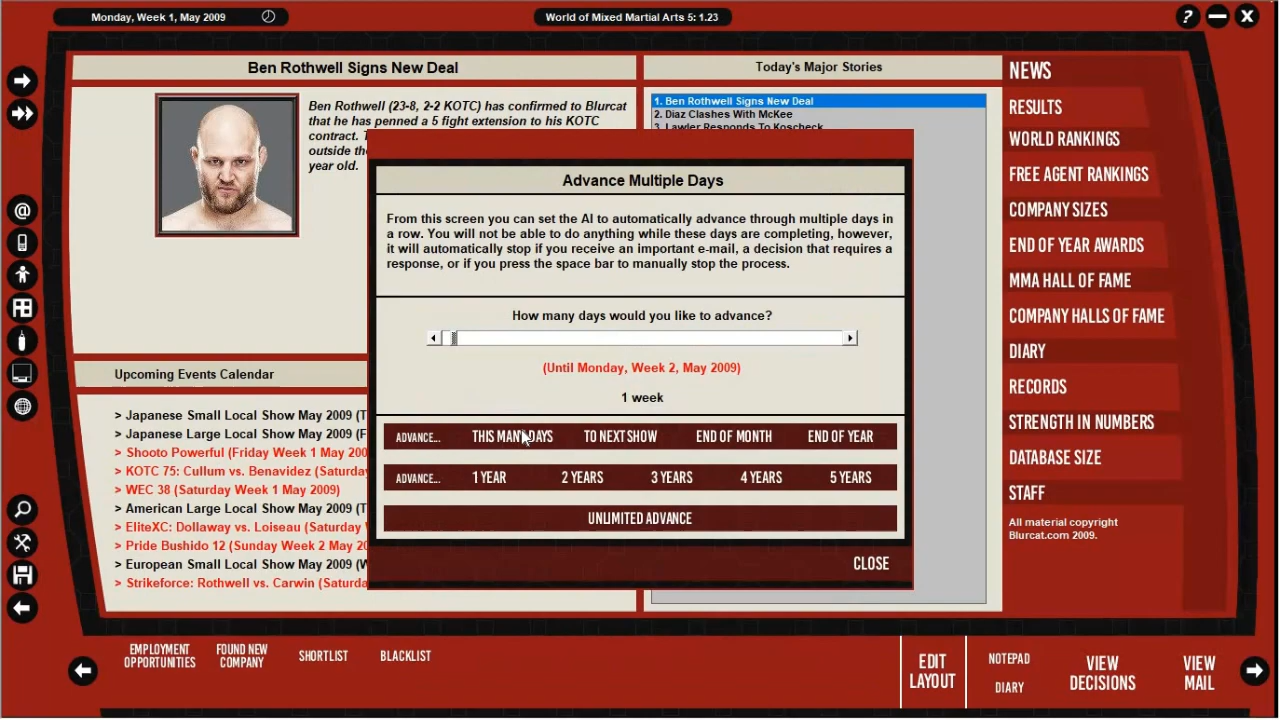 Monday, Week 1, May 2009
World of Mixed Martial Arts 5: 1.23
?
X
Ben Rothwell Signs New Deal
Ben Rothwell (23-8, 2-2 KOTC) has confirmed to Blurcat
that he has penned a 5 fight extension to his KOTC
contract.
outside the
year old.
Today's Major Stories
1. Ben Rothwell Signs New Deal
2. Diaz Clashes With McKee
3. Lawler Responds To Koscheck
Advance Multiple Days
From this screen you can set the AI to automatically advance through multiple days in
a row. You will not be able to do anything while these days are completing, however,
it will automatically stop if you receive an important e-mail, a decision that requires a
response, or if you press the space bar to manually stop the process.
How many days would you like to advance?
(Until Monday, Week 2, May 2009)
1 week
ADVANCE... THIS MANY DAYS TO NEXT SHOW END OF MONTH END OF YEAR
ADVANCE... 1 YEAR 2 YEARS 3 YEARS 4 YEARS 5 YEARS
UNLIMITED ADVANCE
CLOSE
Upcoming Events Calendar
> Japanese Small Local Show May 2009 (T
> Japanese Large Local Show May 2009 (F
> Shooto Powerful (Friday Week 1 May 200
> KOTC 75: Cullum vs. Benavidez (Saturda
> WEC 38 (Saturday Week 1 May 2009)
> American Large Local Show May 2009 (T
> EliteXC: Dollaway vs. Loiseau (Saturday
> Pride Bushido 12 (Sunday Week 2 May 20
> European Small Local Show May 2009 (W
> Strikeforce: Rothwell vs. Carwin (Saturda
NEWS
RESULTS
WORLD RANKINGS
FREE AGENT RANKINGS
COMPANY SIZES
END OF YEAR AWARDS
MMA HALL OF FAME
COMPANY HALLS OF FAME
DIARY
RECORDS
STRENGTH IN NUMBERS
DATABASE SIZE
STAFF
All material copyright
Blurcat.com 2009.
EMPLOYMENT
OPPORTUNITIES
FOUND NEW
COMPANY
SHORTLIST
BLACKLIST
EDIT
LAYOUT
NOTEPAD
DIARY
VIEW
DECISIONS
VIEW
MAIL